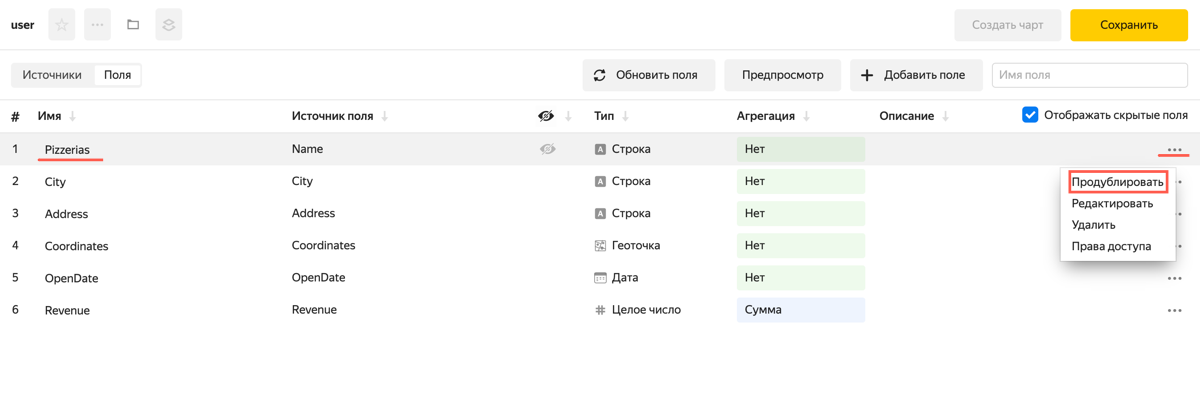 user
Создать чарт
Сохранить
Источники
Поля
Обновить поля
Предпросмотр
Добавить поле
Имя поля
# Имя Источник поля Тип Агрегация Описание Отображать скрытые поля
1 Pizzerias Name Строка Нет
2 City City Строка Нет
3 Address Address Строка Нет
4 Coordinates Coordinates Геоточка Нет
5 OpenDate OpenDate Дата Нет
6 Revenue Revenue Целое число Сумма
Продублировать
Редактировать
Удалить
Права доступа